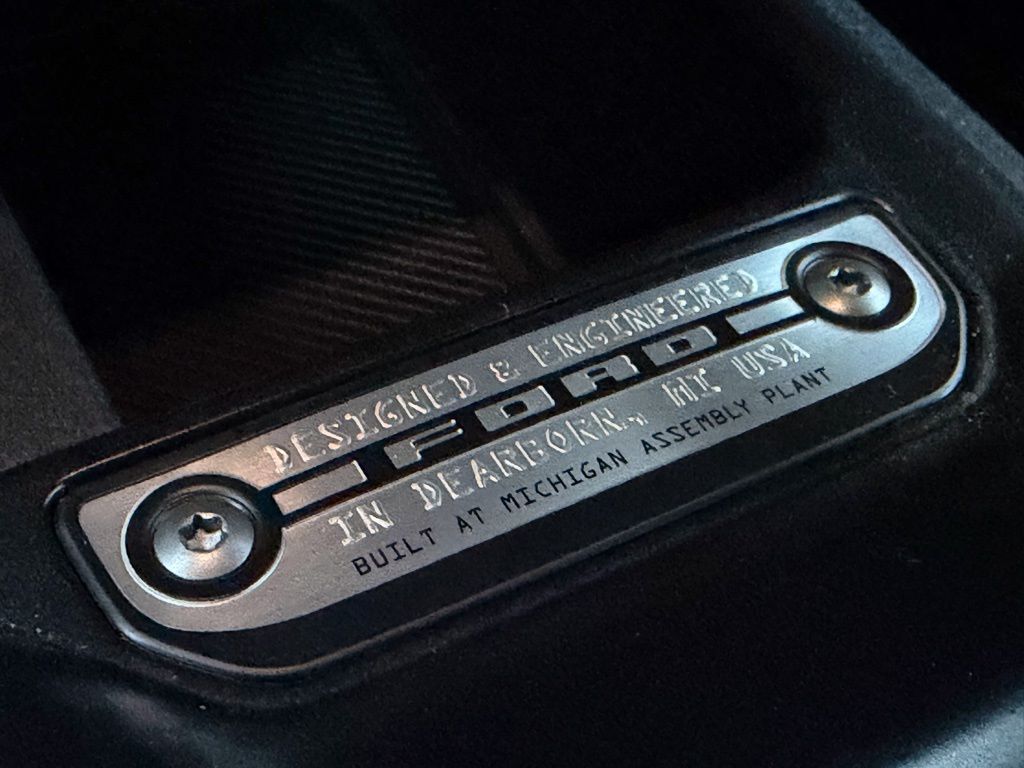 DESIGNED & ENGINEERED
FORD
IN DEARBORN, MI USA
BUILT AT MICHIGAN ASSEMBLY PLANT